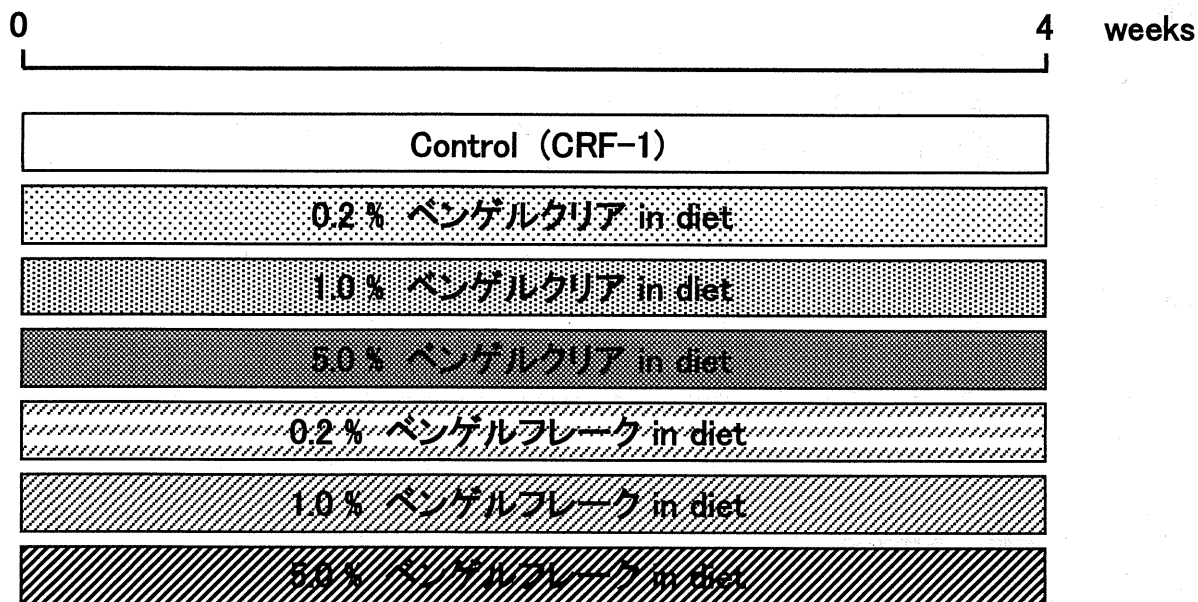 0 4 weeks
Control (CRF-1)
0.2 % ベンゲルクリア in diet
1.0 % ベンゲルクリア in diet
5.0 % ベンゲルクリア in diet
0.2 % ベンゲルフレーク in diet
1.0 % ベンゲルフレーク in diet
5.0 % ベンゲルフレーク in diet